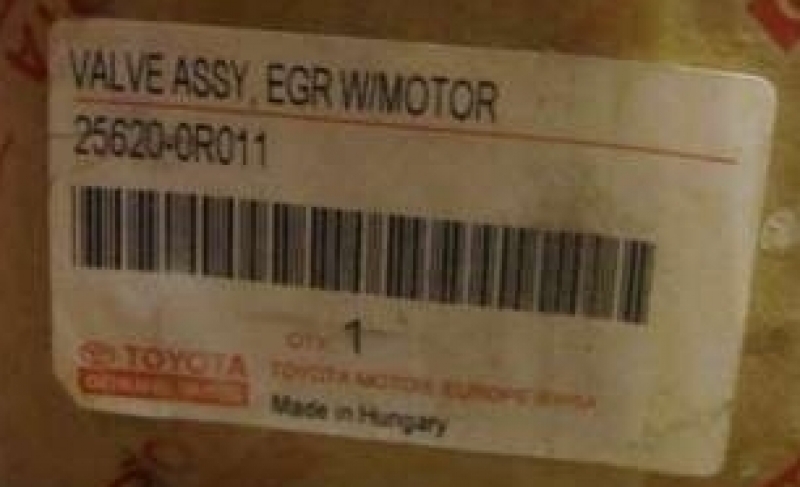 VALVE ASSY, EGR W/MOTOR
25620-0R011
QTY 1
TOYOTA
GENUINE PARTS
TOYOTA MOTOR EUROPE NV/SA
Made in Hungary